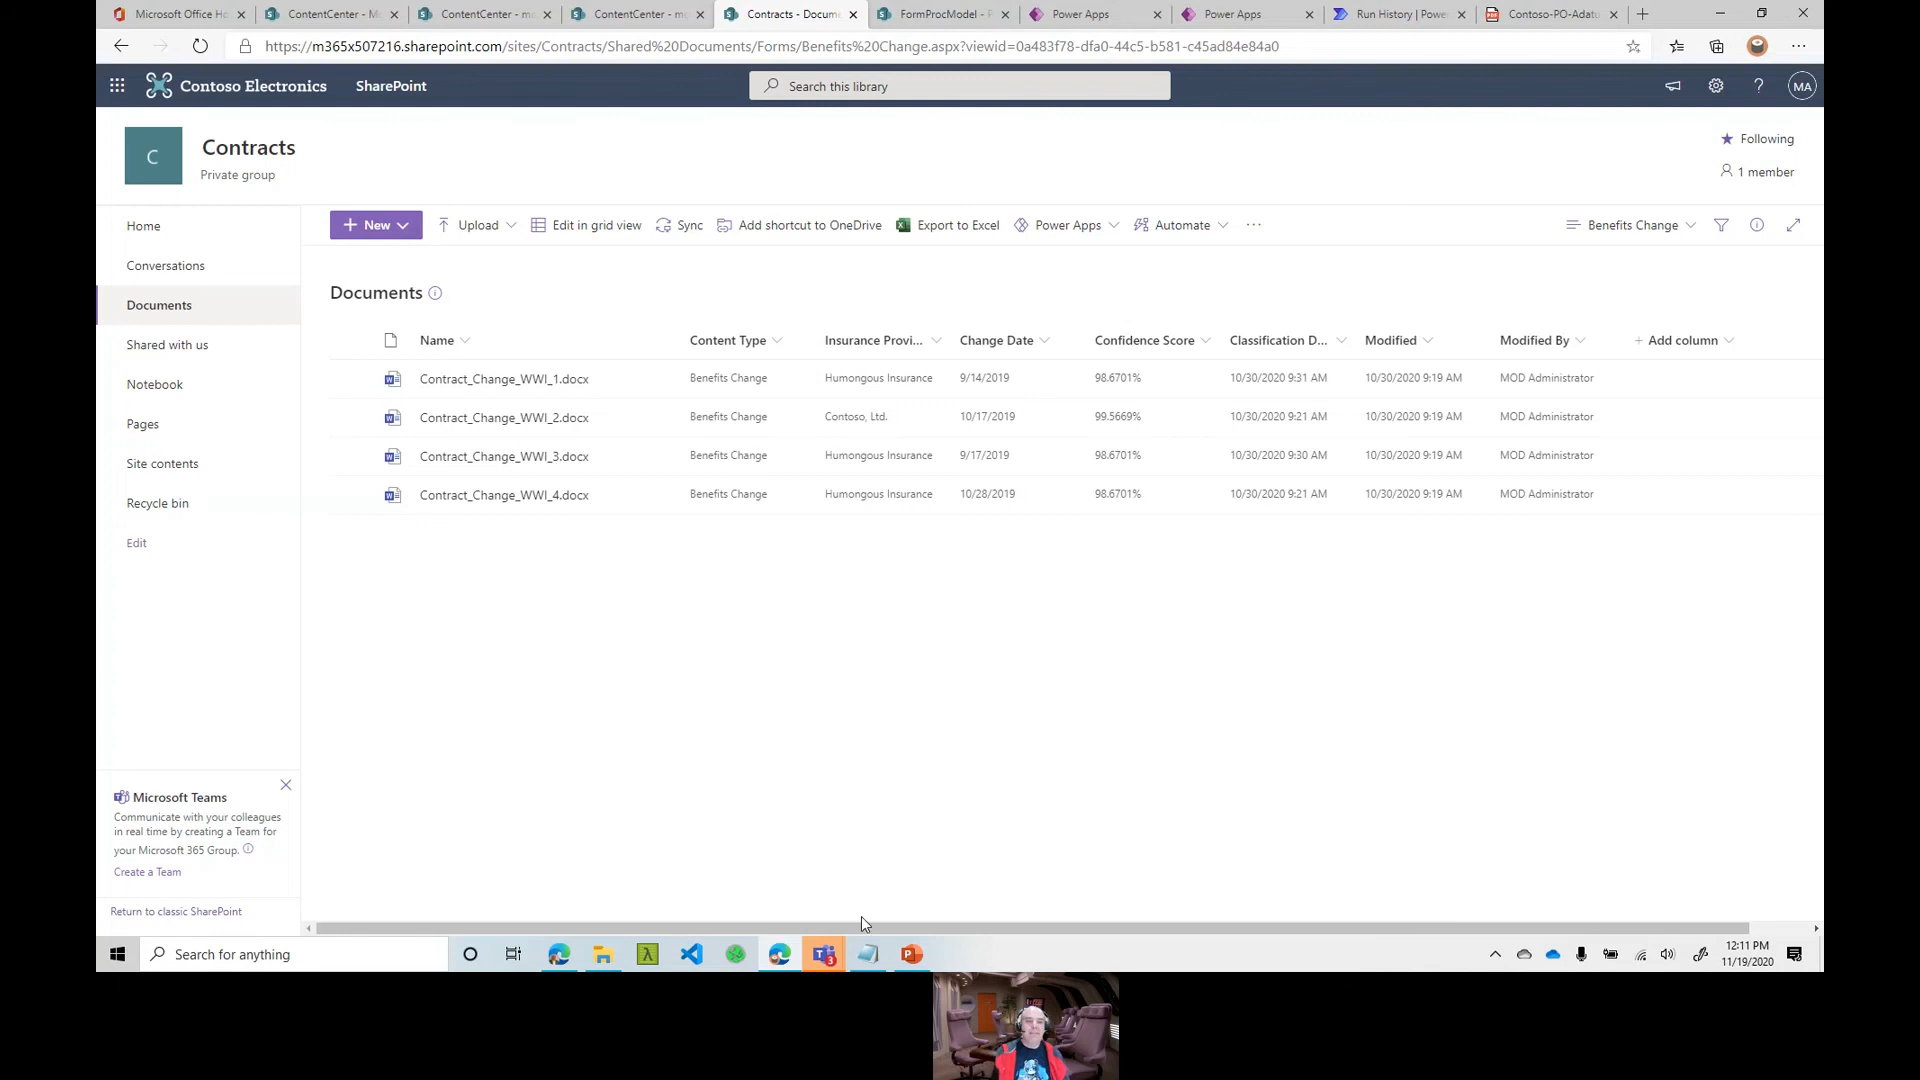 Microsoft Office Ho
ContentCenter - M
ContentCenter - mo
ContentCenter - my
Contracts - Docume
FormProcModel - F
Power Apps
Power Apps
Run History | Powe
Contoso-PO-Adatu
https://m365x507216.sharepoint.com/sites/Contracts/Shared%20Documents/Forms/Benefits%20Change.aspx?viewid=0a483f78-dfa0-44c5-b581-c45ad84e84a0
Contoso Electronics
SharePoint
Search this library
?
MA
C
Contracts
Private group
Following
1 member
Home
Conversations
Documents
Shared with us
Notebook
Pages
Site contents
Recycle bin
Edit
+ New
Upload
Edit in grid view
Sync
Add shortcut to OneDrive
Export to Excel
Power Apps
Automate
...
Benefits Change
Documents
Name Content Type Insurance Provi... Change Date Confidence Score Classification D... Modified Modified By + Add column
Contract_Change_WWI_1.docx Benefits Change Humongous Insurance 9/14/2019 98.6701% 10/30/2020 9:31 AM 10/30/2020 9:19 AM MOD Administrator
Contract_Change_WWI_2.docx Benefits Change Contoso, Ltd. 10/17/2019 99.5669% 10/30/2020 9:21 AM 10/30/2020 9:19 AM MOD Administrator
Contract_Change_WWI_3.docx Benefits Change Humongous Insurance 9/17/2019 98.6701% 10/30/2020 9:30 AM 10/30/2020 9:19 AM MOD Administrator
Contract_Change_WWI_4.docx Benefits Change Humongous Insurance 10/28/2019 98.6701% 10/30/2020 9:21 AM 10/30/2020 9:19 AM MOD Administrator
Microsoft Teams
Communicate with your colleagues
in real time by creating a Team for
your Microsoft 365 Group.
Create a Team
Return to classic SharePoint
Search for anything
3
12:11 PM
11/19/2020